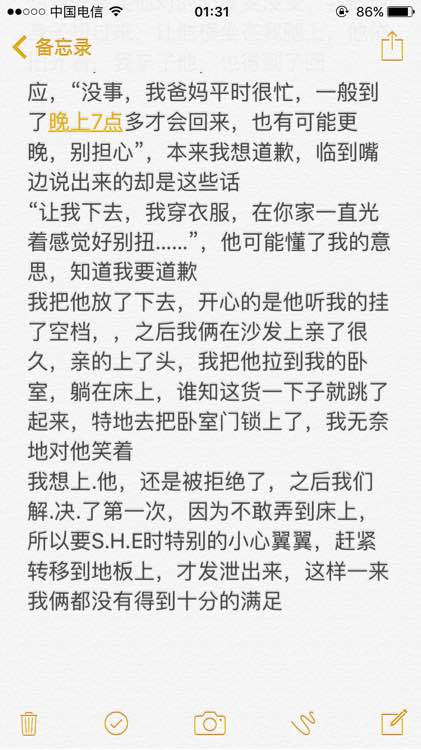 中国电信 01:31 86%
备忘录
应，“没事，我爸妈平时很忙，一般到
了晚上7点多才会回来，也有可能更
晚，别担心”，本来我想道歉，临到嘴
边说出来的却是这些话
“让我下去，我穿衣服，在你家一直光
着感觉好别扭……”，他可能懂了我的意
思，知道我要道歉
我把他放了下去，开心的是他听我的挂
了空档，，之后我俩在沙发上亲了很
久，亲的上了头，我把他拉到我的卧
室，躺在床上，谁知这货一下子就跳了
起来，特地去把卧室门锁上了，我无奈
地对他笑着
我想上.他，还是被拒绝了，之后我们
解.决.了第一次，因为不敢弄到床上，
所以要S.H.E时特别的小心翼翼，赶紧
转移到地板上，才发泄出来，这样一来
我俩都没有得到十分的满足